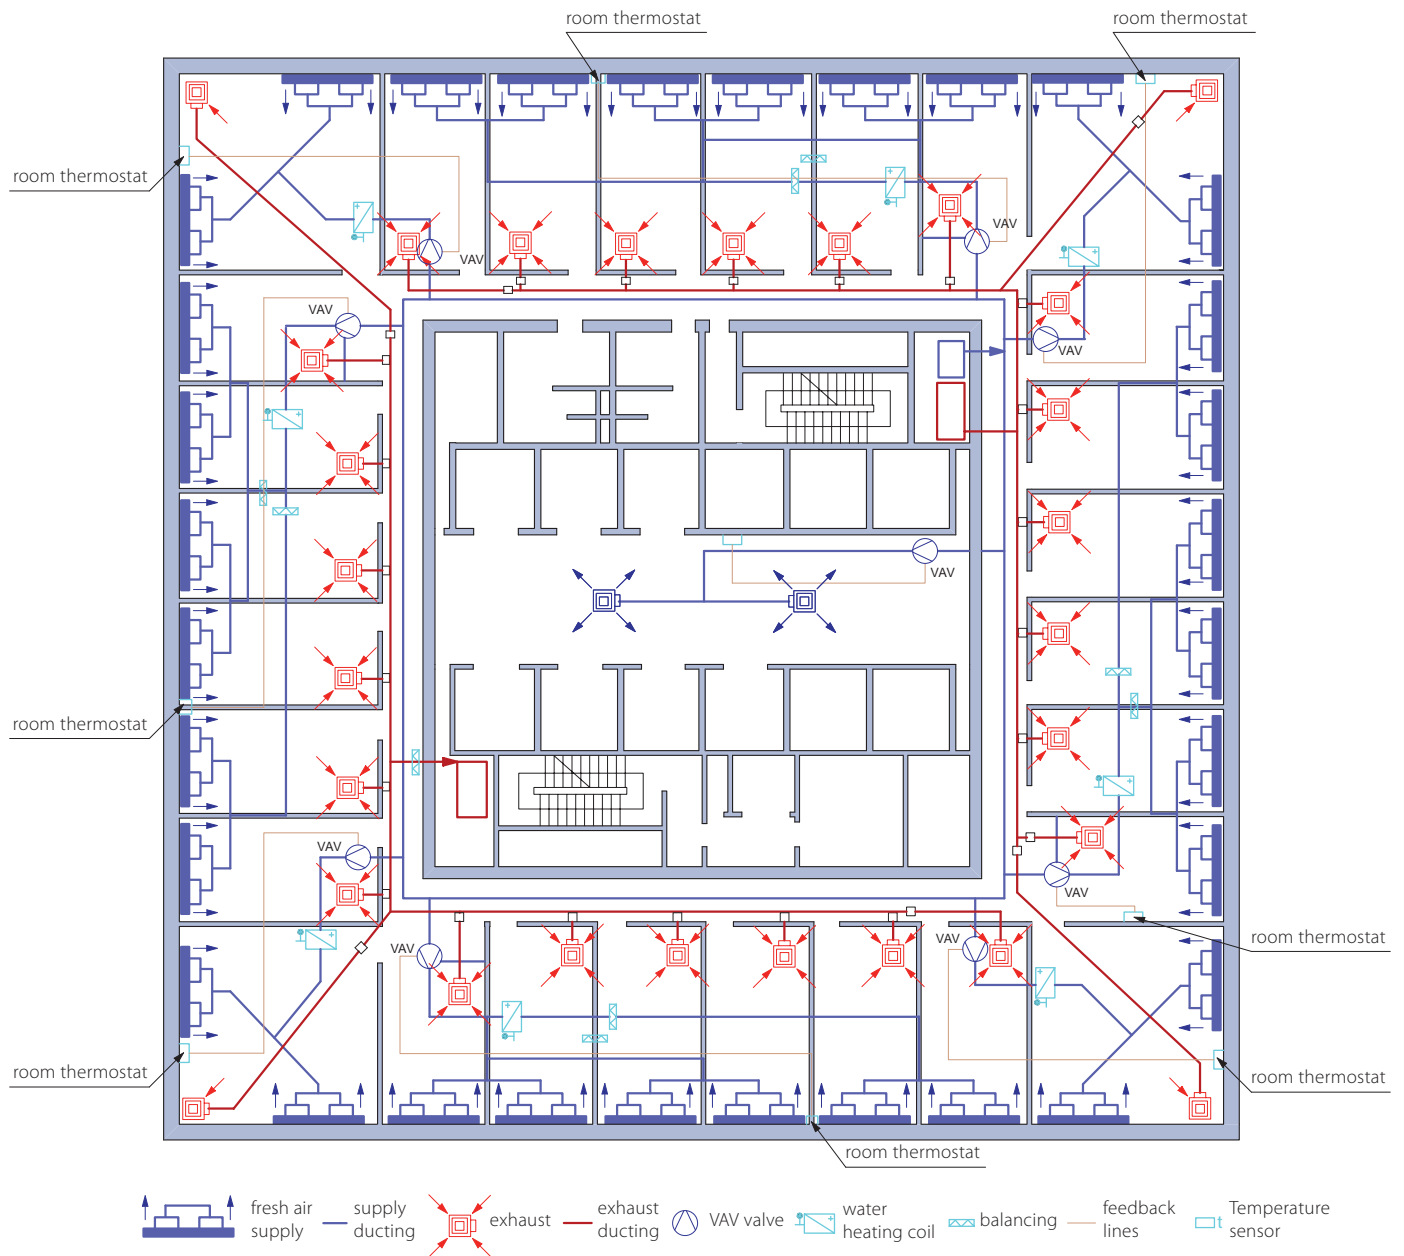 room thermostat
room thermostat
room thermostat
VAV
VAV
VAV
VAV
VAV
room thermostat
VAV
VAV
VAV
VAV
room thermostat
room thermostat
room thermostat
room thermostat
fresh air
supply
supply
ducting
exhaust
exhaust
ducting
VAV valve
water
heating coil
balancing
feedback
lines
t
Temperature
sensor